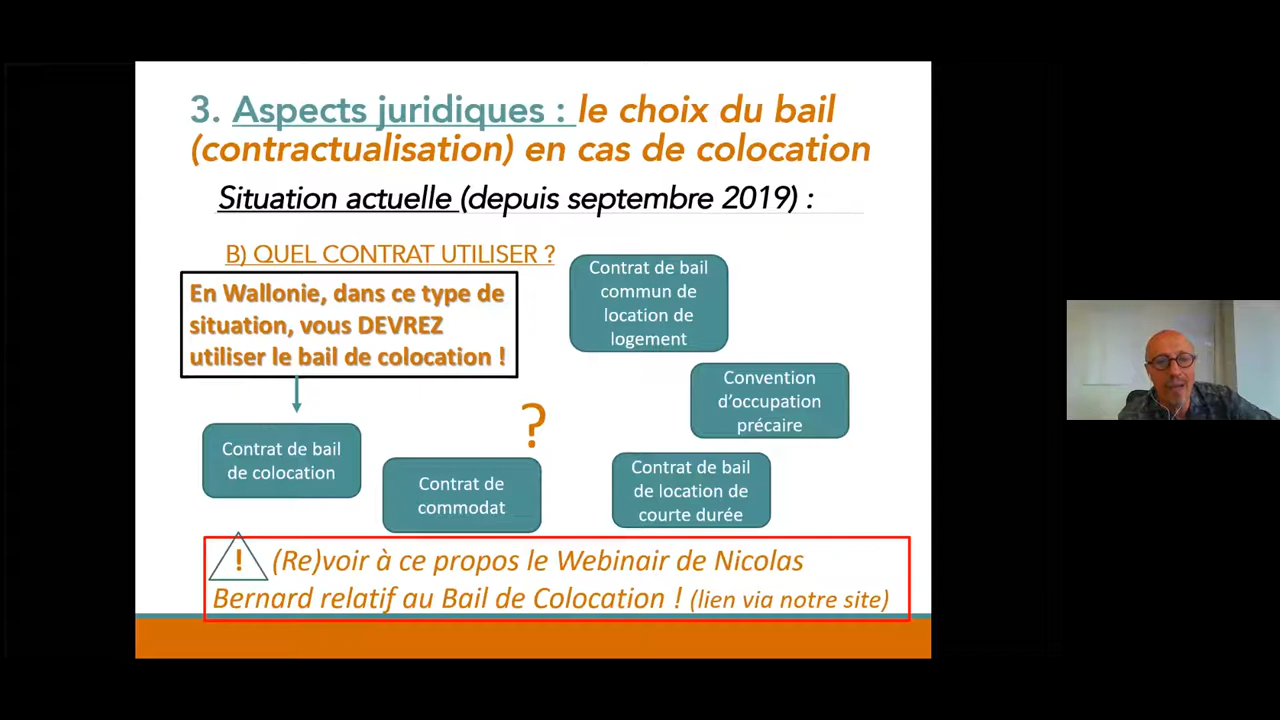 3. Aspects juridiques : le choix du bail
(contractualisation) en cas de colocation
Situation actuelle (depuis septembre 2019) :
B) QUEL CONTRAT UTILISER ?
En Wallonie, dans ce type de
situation, vous DEVREZ
utiliser le bail de colocation !
Contrat de bail
commun de
location de
logement
Convention
d’occupation
précaire
?
Contrat de bail
de colocation
Contrat de
commodat
Contrat de bail
de location de
courte durée
! (Re)voir à ce propos le Webinair de Nicolas
Bernard relatif au Bail de Colocation ! (lien via notre site)